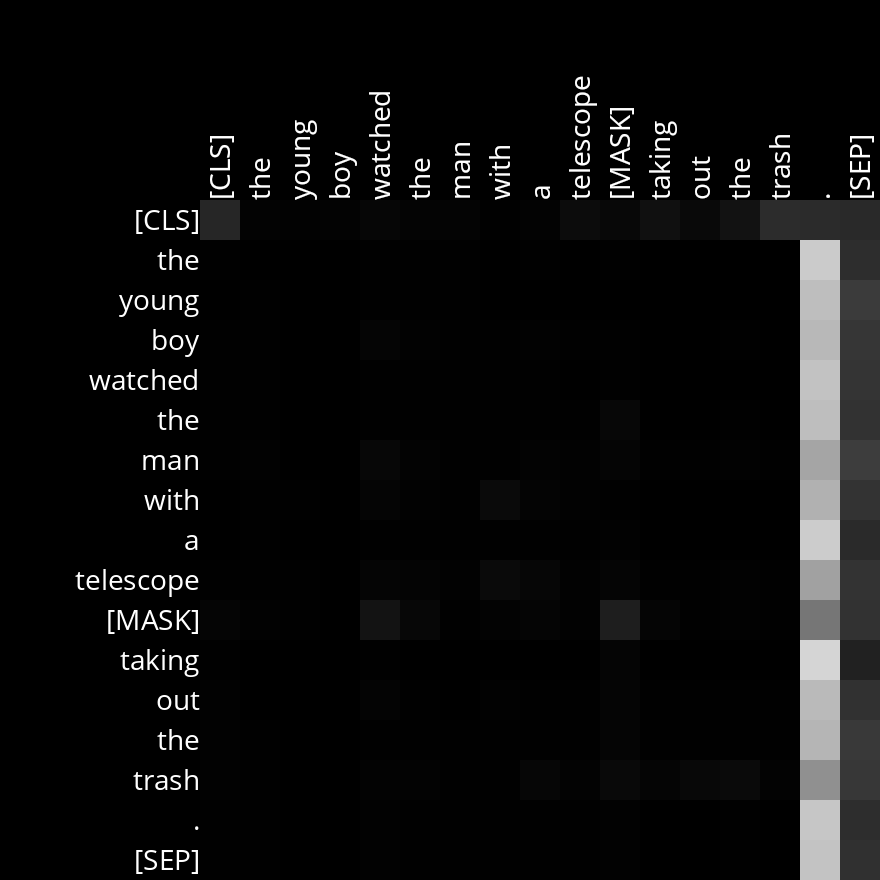 [CLS] the young boy watched the man with a telescope [MASK] taking out the trash . [SEP]
[CLS]
the
young
boy
watched
the
man
with
a
telescope
[MASK]
taking
out
the
trash
.
[SEP]